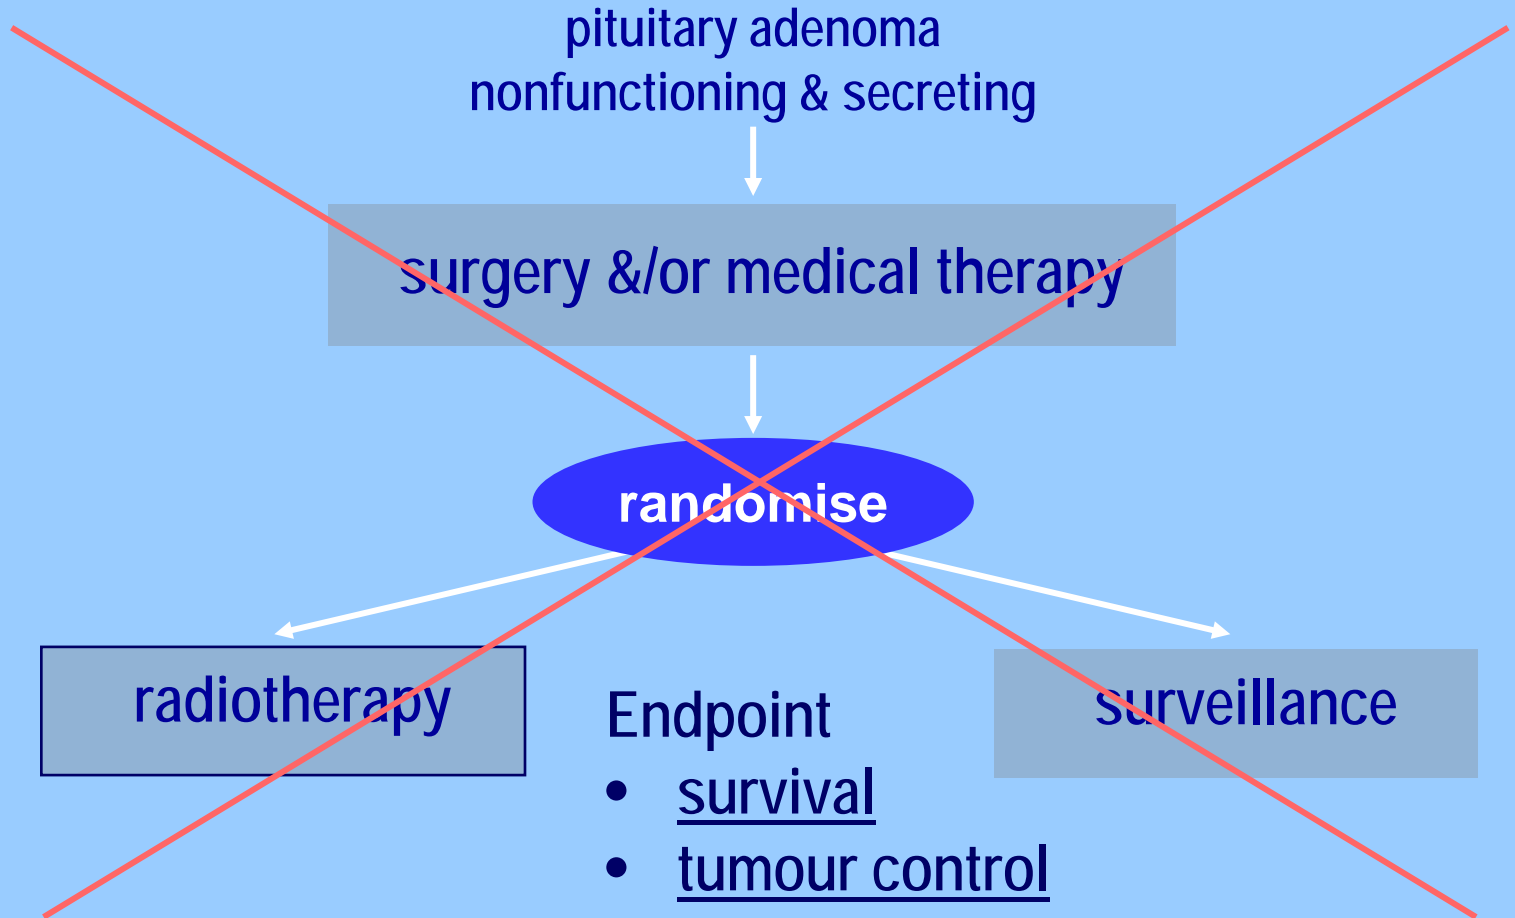 pituitary adenoma
nonfunctioning & secreting
surgery &/or medical therapy
randomise
radiotherapy
surveillance
Endpoint
• survival
• tumour control